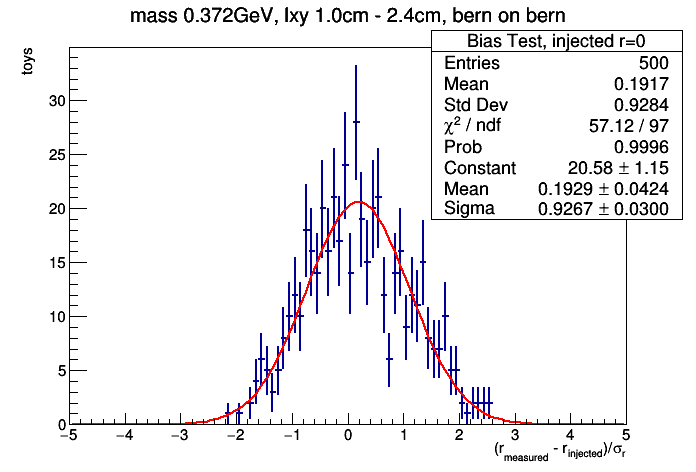 mass 0.372GeV, lxy 1.0cm - 2.4cm, bern on bern
toys
Bias Test, injected r=0
Entries 500
Mean 0.1917
Std Dev 0.9284
χ² / ndf 57.12 / 97
Prob 0.9996
Constant 20.58 ± 1.15
Mean 0.1929 ± 0.0424
Sigma 0.9267 ± 0.0300
30
25
20
15
10
5
0
−5 −4 −3 −2 −1 0 1 2 3 4 5
(r_measured - r_injected)/σ_r